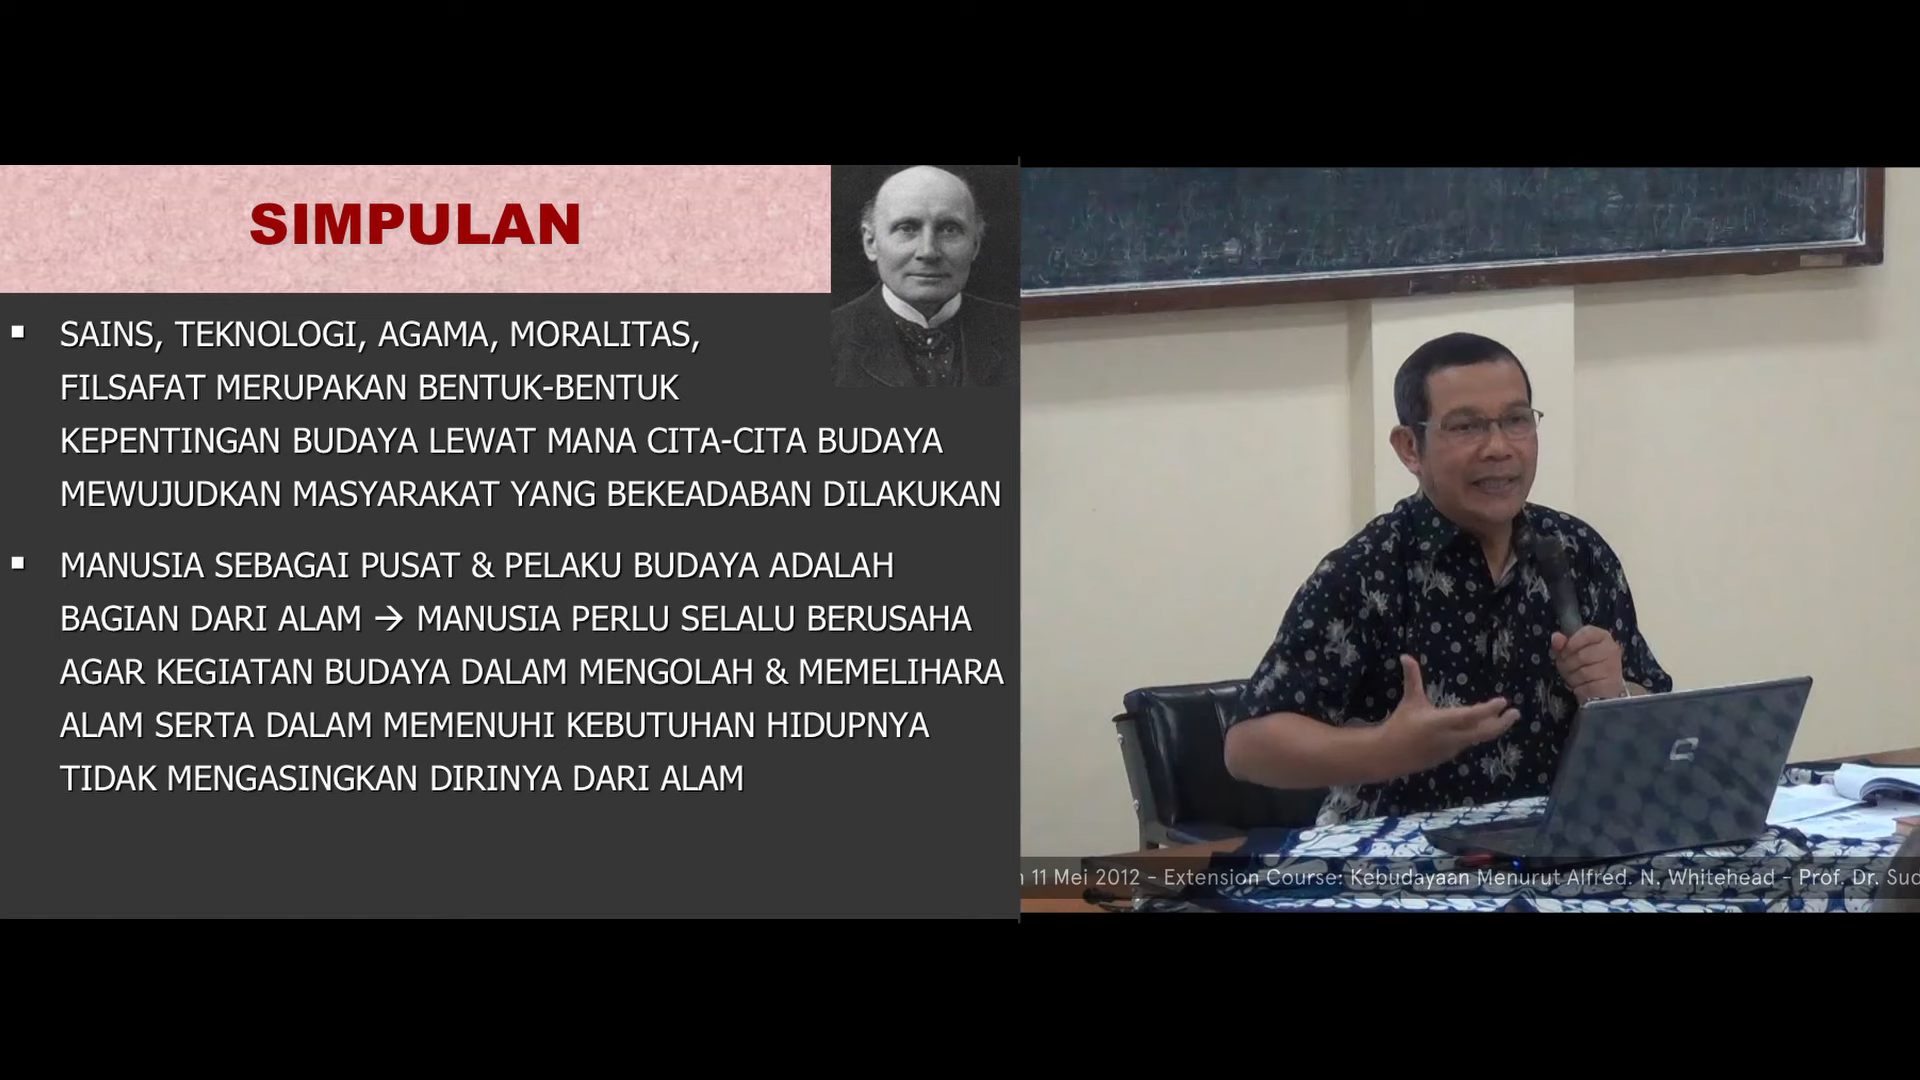 SIMPULAN
▪ SAINS, TEKNOLOGI, AGAMA, MORALITAS,
FILSAFAT MERUPAKAN BENTUK-BENTUK
KEPENTINGAN BUDAYA LEWAT MANA CITA-CITA BUDAYA
MEWUJUDKAN MASYARAKAT YANG BEKEADABAN DILAKUKAN
▪ MANUSIA SEBAGAI PUSAT & PELAKU BUDAYA ADALAH
BAGIAN DARI ALAM → MANUSIA PERLU SELALU BERUSAHA
AGAR KEGIATAN BUDAYA DALAM MENGOLAH & MEMELIHARA
ALAM SERTA DALAM MEMENUHI KEBUTUHAN HIDUPNYA
TIDAK MENGASINGKAN DIRINYA DARI ALAM
11 Mei 2012 - Extension Course: Kebudayaan Menurut Alfred. N. Whitehead - Prof. Dr.